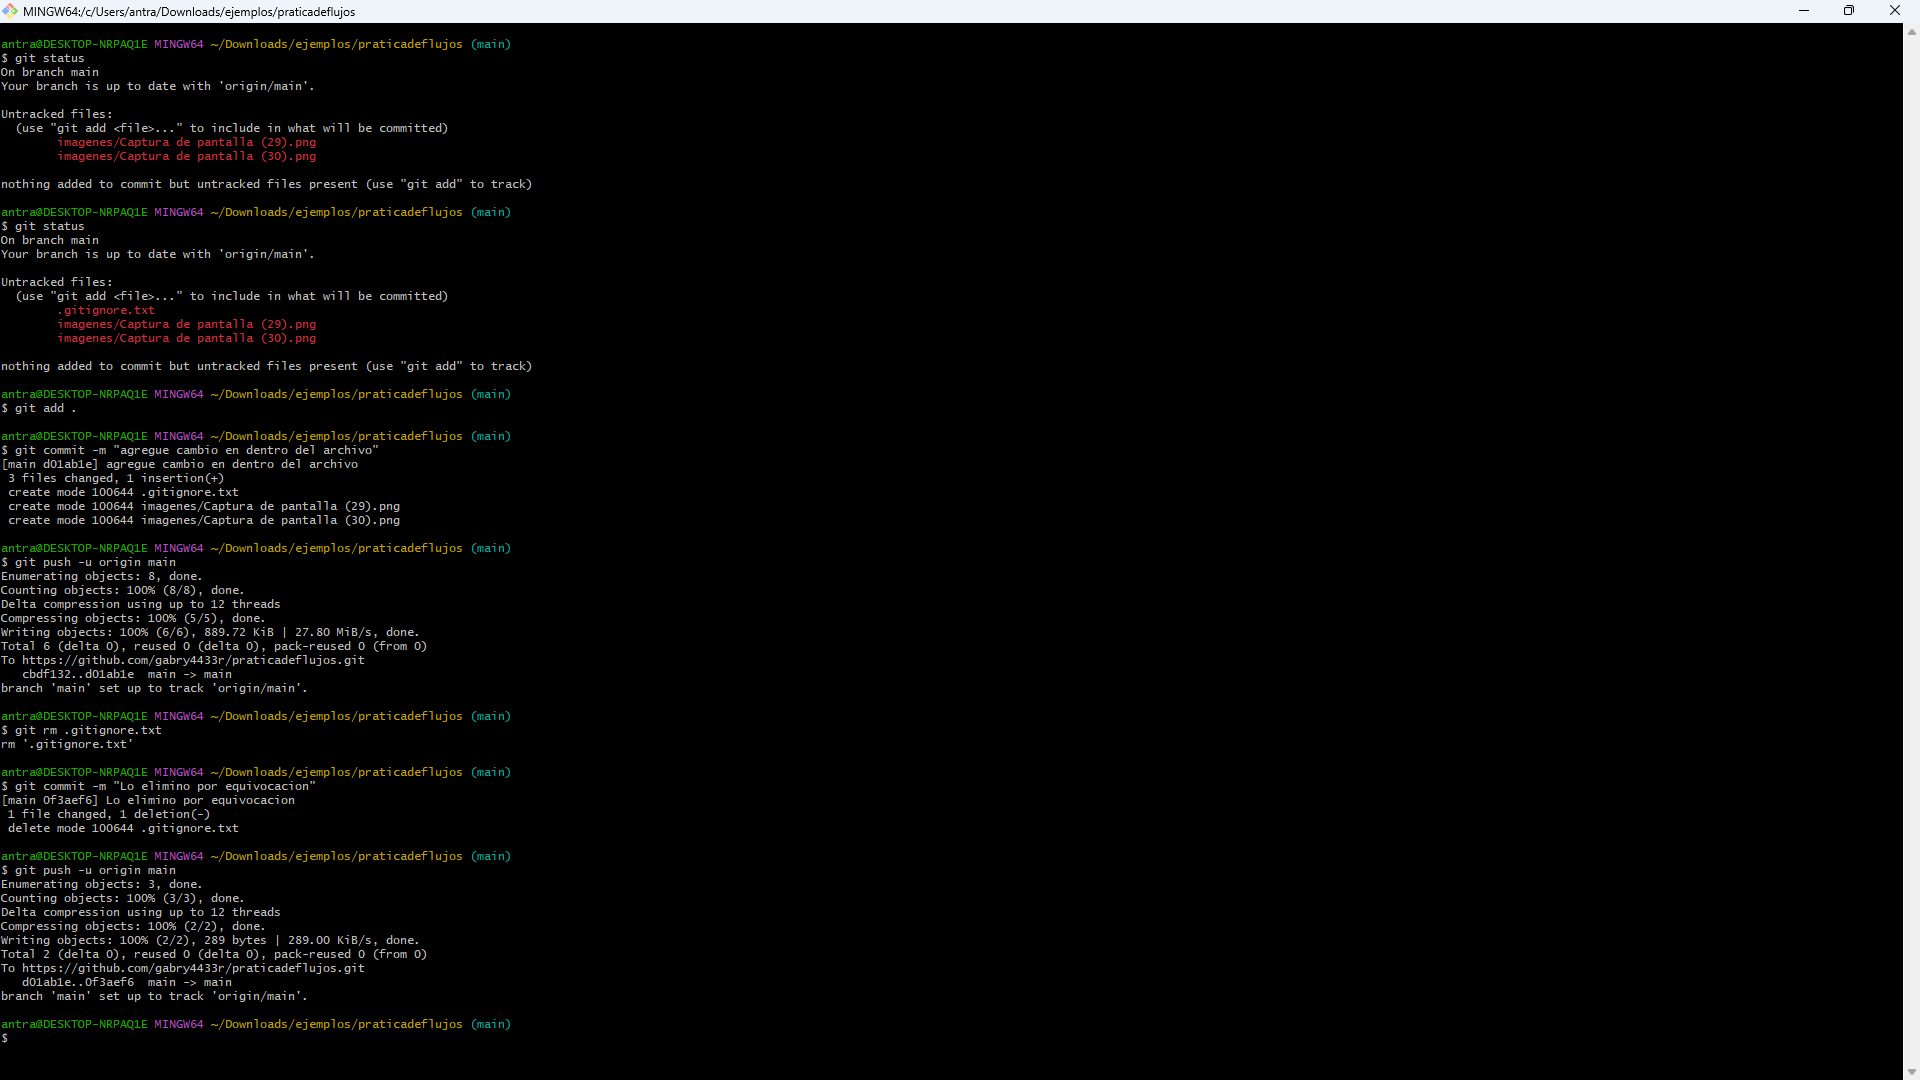 MINGW64:/c/Users/antra/Downloads/ejemplos/praticadeflujos
antra@DESKTOP-NRPAQ1E MINGW64 ~/Downloads/ejemplos/praticadeflujos (main)
$ git status
On branch main
Your branch is up to date with 'origin/main'.
Untracked files:
  (use "git add <file>..." to include in what will be committed)
        imagenes/Captura de pantalla (29).png
        imagenes/Captura de pantalla (30).png
nothing added to commit but untracked files present (use "git add" to track)
antra@DESKTOP-NRPAQ1E MINGW64 ~/Downloads/ejemplos/praticadeflujos (main)
$ git status
On branch main
Your branch is up to date with 'origin/main'.
Untracked files:
  (use "git add <file>..." to include in what will be committed)
        .gitignore.txt
        imagenes/Captura de pantalla (29).png
        imagenes/Captura de pantalla (30).png
nothing added to commit but untracked files present (use "git add" to track)
antra@DESKTOP-NRPAQ1E MINGW64 ~/Downloads/ejemplos/praticadeflujos (main)
$ git add .
antra@DESKTOP-NRPAQ1E MINGW64 ~/Downloads/ejemplos/praticadeflujos (main)
$ git commit -m "agregue cambio en dentro del archivo"
[main d01ab1e] agregue cambio en dentro del archivo
 3 files changed, 1 insertion(+)
 create mode 100644 .gitignore.txt
 create mode 100644 imagenes/Captura de pantalla (29).png
 create mode 100644 imagenes/Captura de pantalla (30).png
antra@DESKTOP-NRPAQ1E MINGW64 ~/Downloads/ejemplos/praticadeflujos (main)
$ git push -u origin main
Enumerating objects: 8, done.
Counting objects: 100% (8/8), done.
Delta compression using up to 12 threads
Compressing objects: 100% (5/5), done.
Writing objects: 100% (6/6), 889.72 KiB | 27.80 MiB/s, done.
Total 6 (delta 0), reused 0 (delta 0), pack-reused 0 (from 0)
To https://github.com/gabry4433r/praticadeflujos.git
   cbdf132..d01ab1e  main -> main
branch 'main' set up to track 'origin/main'.
antra@DESKTOP-NRPAQ1E MINGW64 ~/Downloads/ejemplos/praticadeflujos (main)
$ git rm .gitignore.txt
rm '.gitignore.txt'
antra@DESKTOP-NRPAQ1E MINGW64 ~/Downloads/ejemplos/praticadeflujos (main)
$ git commit -m "Lo elimino por equivocacion"
[main 0f3aef6] Lo elimino por equivocacion
 1 file changed, 1 deletion(-)
 delete mode 100644 .gitignore.txt
antra@DESKTOP-NRPAQ1E MINGW64 ~/Downloads/ejemplos/praticadeflujos (main)
$ git push -u origin main
Enumerating objects: 3, done.
Counting objects: 100% (3/3), done.
Delta compression using up to 12 threads
Compressing objects: 100% (2/2), done.
Writing objects: 100% (2/2), 289 bytes | 289.00 KiB/s, done.
Total 2 (delta 0), reused 0 (delta 0), pack-reused 0 (from 0)
To https://github.com/gabry4433r/praticadeflujos.git
   d01ab1e..0f3aef6  main -> main
branch 'main' set up to track 'origin/main'.
antra@DESKTOP-NRPAQ1E MINGW64 ~/Downloads/ejemplos/praticadeflujos (main)
$